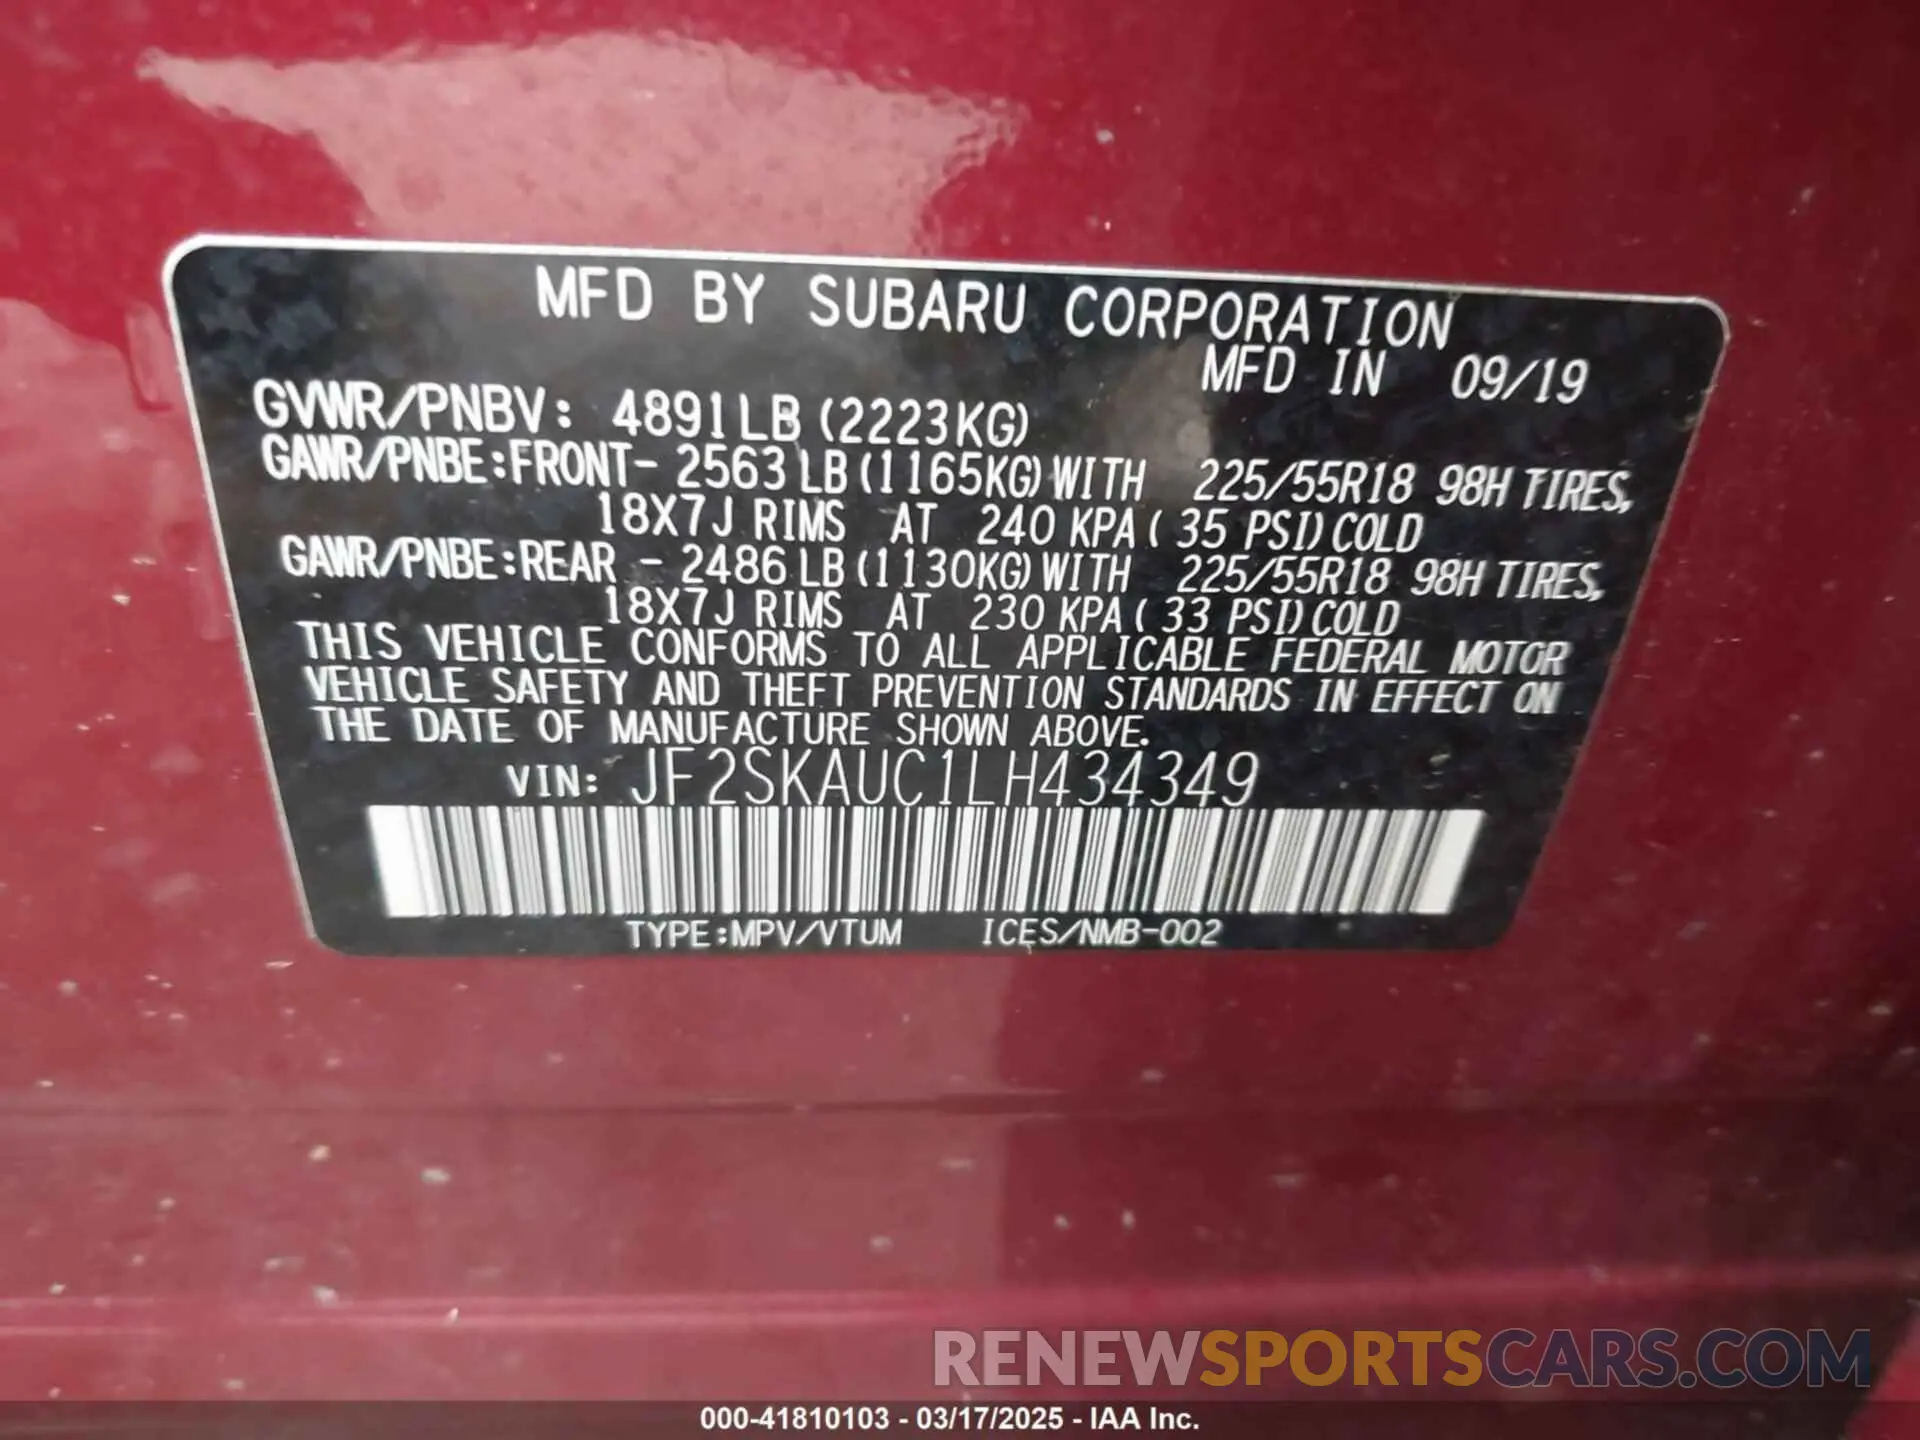 MFD BY SUBARU CORPORATION
MFD IN 09/19
GVWR/PNBV: 4891LB (2223KG)
GAWR/PNBE:FRONT- 2563LB (1165KG) WITH 225/55R18 98H TIRES,
18X7J RIMS AT 240 KPA ( 35 PSI) COLD
GAWR/PNBE:REAR - 2486LB (1130KG) WITH 225/55R18 98H TIRES,
18X7J RIMS AT 230 KPA ( 33 PSI) COLD
THIS VEHICLE CONFORMS TO ALL APPLICABLE FEDERAL MOTOR
VEHICLE SAFETY AND THEFT PREVENTION STANDARDS IN EFFECT ON
THE DATE OF MANUFACTURE SHOWN ABOVE.
VIN: JF2SKAUC1LH434349
TYPE:MPV/VTUM ICES/NMB-002
RENEWSPORTSCARS.COM
000-41810103 - 03/17/2025 - IAA Inc.